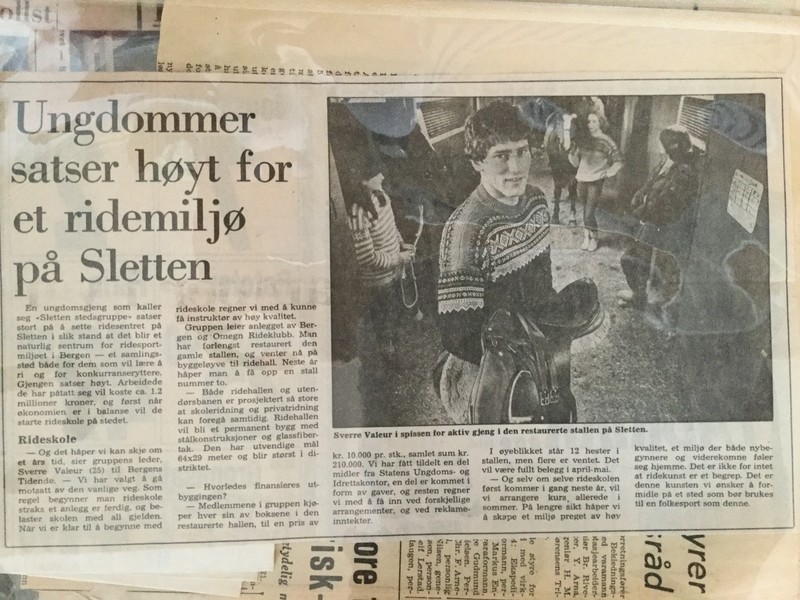 ollst
Ungdommer
satser høyt for
et ridemiljø
på Sletten
En ungdomsgjeng som kaller
seg «Sletten stedsgruppe» satser
stort på å sette ridesentret på
Sletten i slik stand at det blir et
naturlig sentrum for ridesport-
miljøet i Bergen — et samlings-
sted både for dem som vil lære å
ri og for konkurranseryttere.
Gjengen satser høyt. Arbeidede
de har påtatt seg vil koste ca. 1.2
millioner kroner, og først når
økonomien er i balanse vil de
starte rideskole på stedet.
Rideskole
— Og det håper vi kan skje om
et års tid, sier gruppens leder,
Sverre Valeur (25) til Bergens
Tidende. — Vi har valgt å gå
motsatt av den vanlige veg. Som
regel begynner man rideskole
straks et anlegg er ferdig, og be-
laster skolen med all gjelden.
Når vi er klar til å begynne med
rideskole regner vi med å kunne
få instruktør av høy kvalitet.
Gruppen leier anlegget av Ber-
gen og Omegn Rideklubb. Man
har forlengst restaurert den
gamle stallen, og venter nå på
byggeløyve til ridehall. Neste år
håper man å få opp en stall
nummer to.
— Både ridehallen og uten-
dørsbanen er prosjektert så store
at skoleridning og privatridning
kan foregå samtidig. Ridehallen
vil bli et permanent bygg med
stålkonstruksjoner og glassfiber-
tak. Den har utvendige mål
64x29 meter og blir størst i di-
striktet.
— Hvorledes finansieres ut-
byggingen?
— Medlemmene i gruppen kjø-
per hver sin av boksene i den
restaurerte hallen, til en pris av
Sverre Valeur i spissen for aktiv gjeng i den restaurerte stallen på Sletten.
kr. 10.000 pr. stk., samlet sum kr.
210.000. Vi har fått tildelt en del
midler fra Statens Ungdoms- og
Idrettskontor, en del er kommet i
form av gaver, og resten regner
vi med å få inn ved forskjellige
arrangementer, og ved reklame-
inntekter.
I øyeblikket står 12 hester i
stallen, men flere er ventet. Det
vil være fullt belegg i april-mai.
— Og selv om selve rideskolen
først kommer i gang neste år, vil
vi arrangere kurs, allerede i
sommer. På lengre sikt håper vi
å skape et miljø preget av høy
kvalitet, et miljø der både nybe-
gynnere og viderekomne føler
seg hjemme. Det er ikke for intet
at ridekunst er et begrep. Det er
denne kunsten vi ønsker å for-
midle på et sted som bør brukes
til en folkesport som denne.